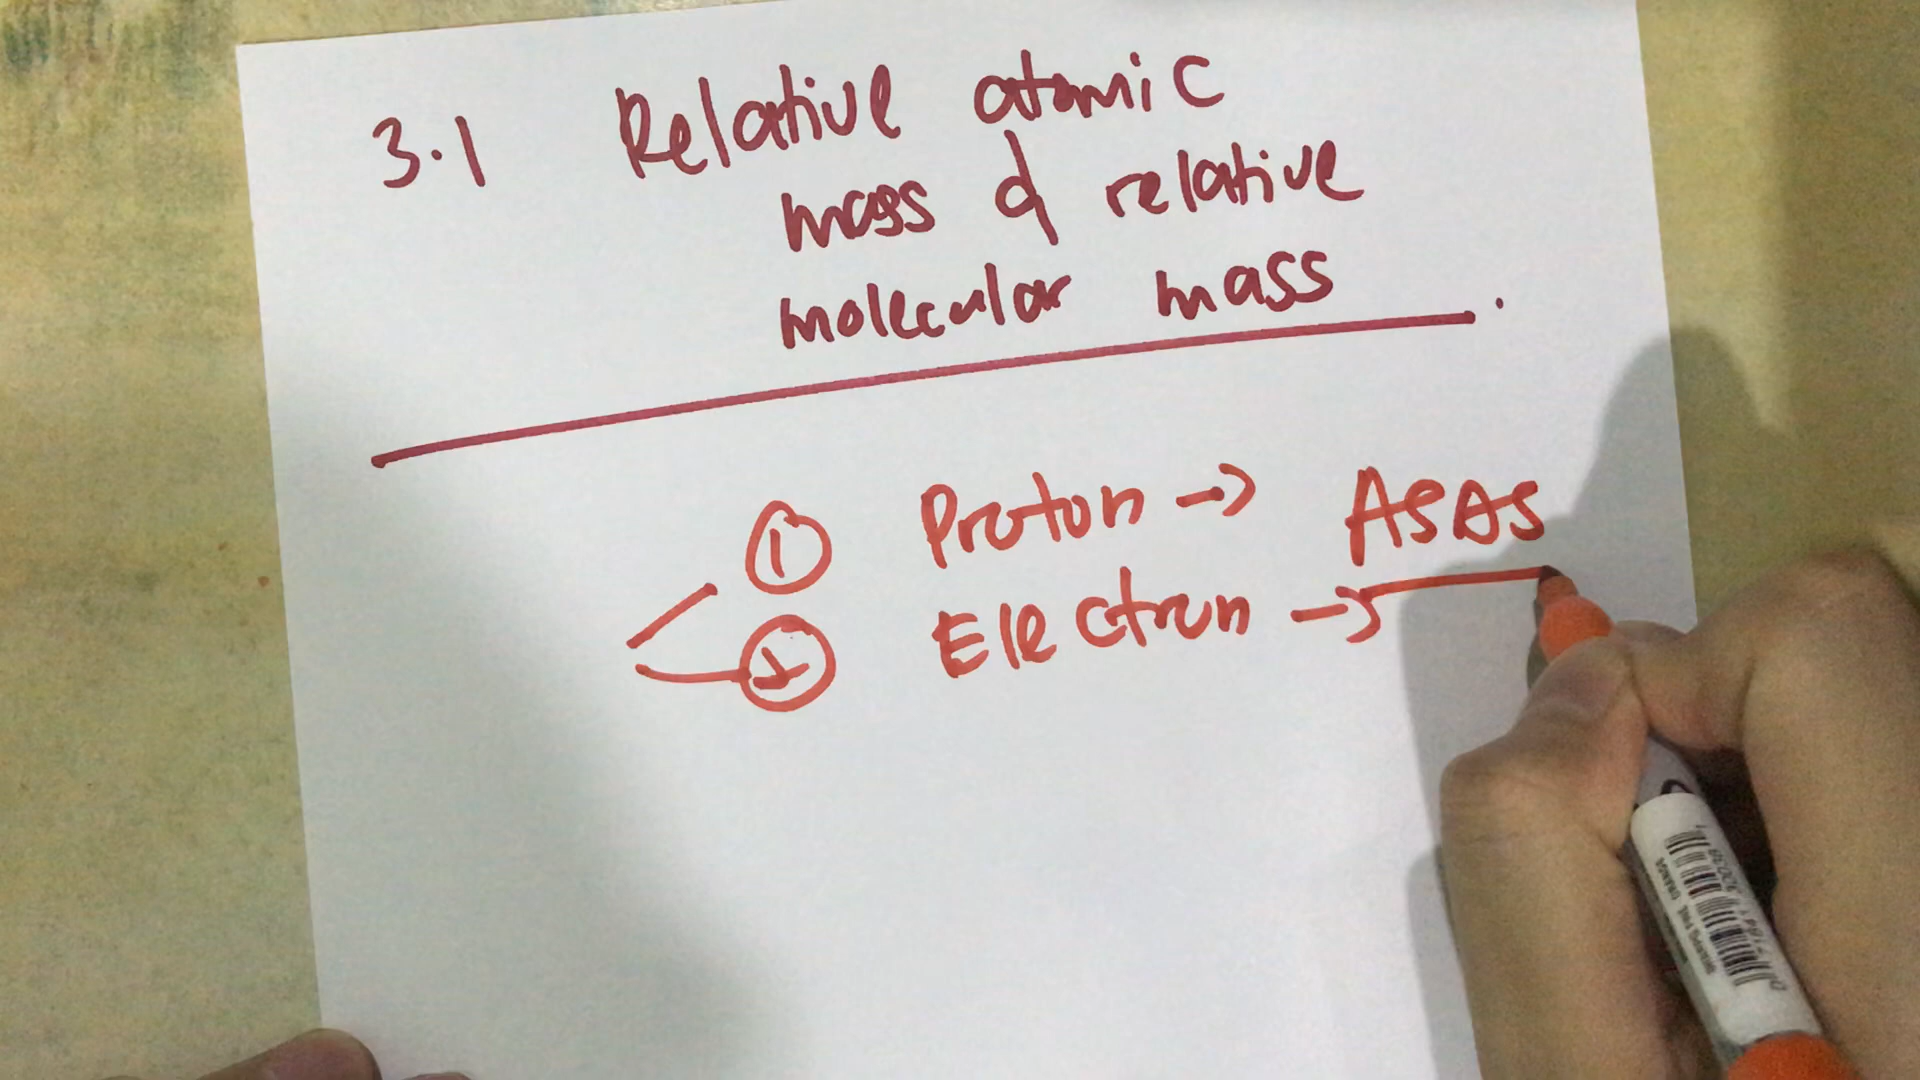 3.1 Relative atomic
mass & relative
molecular mass.
① Proton → ASAS
② Electron →